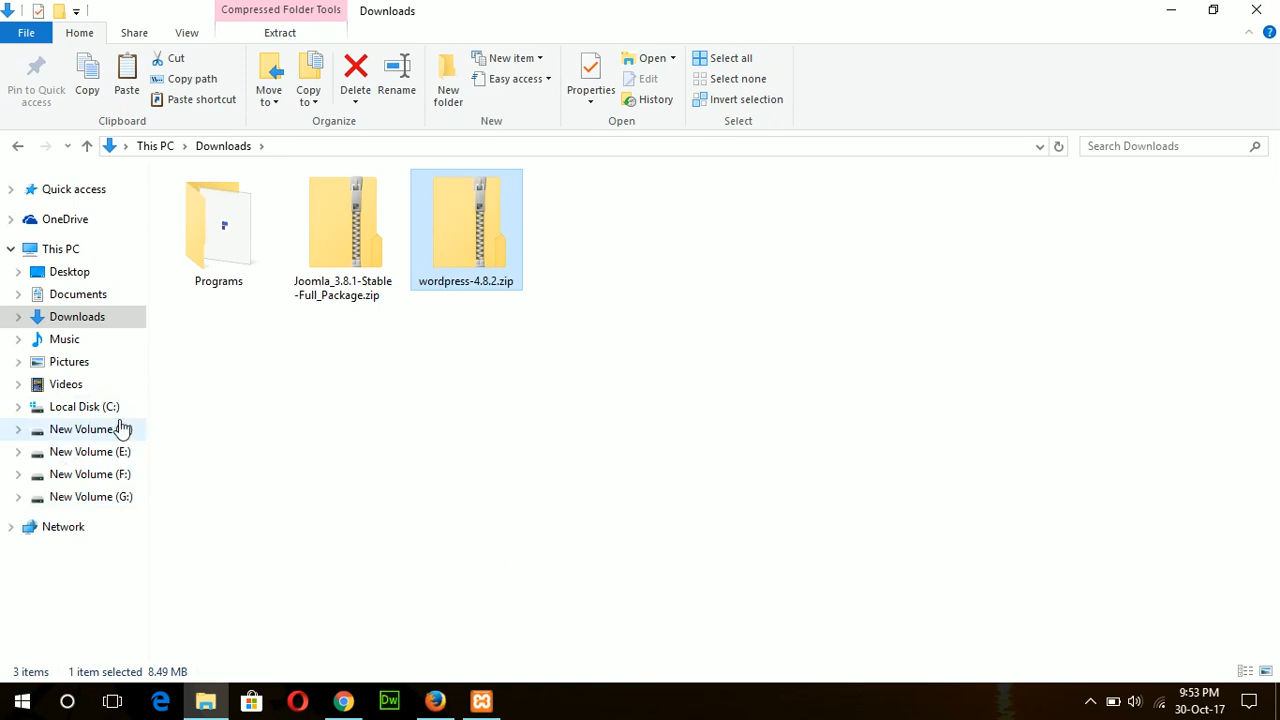 Compressed Folder Tools
Downloads
File
Home
Share
View
Extract
Pin to Quick
access
Copy
Paste
Cut
Copy path
Paste shortcut
Clipboard
Move
to
Copy
to
Delete
Rename
Organize
New
folder
New item
Easy access
New
Properties
Open
Edit
History
Open
Select all
Select none
Invert selection
Select
This PC
Downloads
Search Downloads
Quick access
OneDrive
This PC
Desktop
Documents
Downloads
Music
Pictures
Videos
Local Disk (C:)
New Volume
New Volume (E:)
New Volume (F:)
New Volume (G:)
Network
Programs
Joomla_3.8.1-Stable
-Full_Package.zip
wordpress-4.8.2.zip
3 items
1 item selected 8.49 MB
Dw
9:53 PM
30-Oct-17